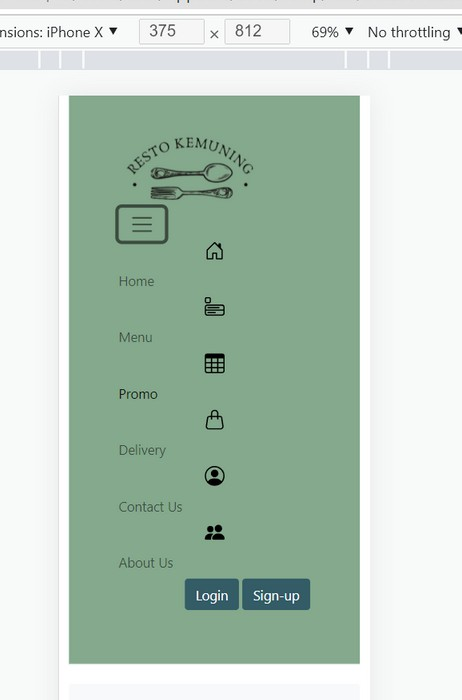 nsions: iPhone X ▼ 375 × 812 69% ▼ No throttling ▼
RESTO KEMUNING
Home
Menu
Promo
Delivery
Contact Us
About Us
Login Sign-up